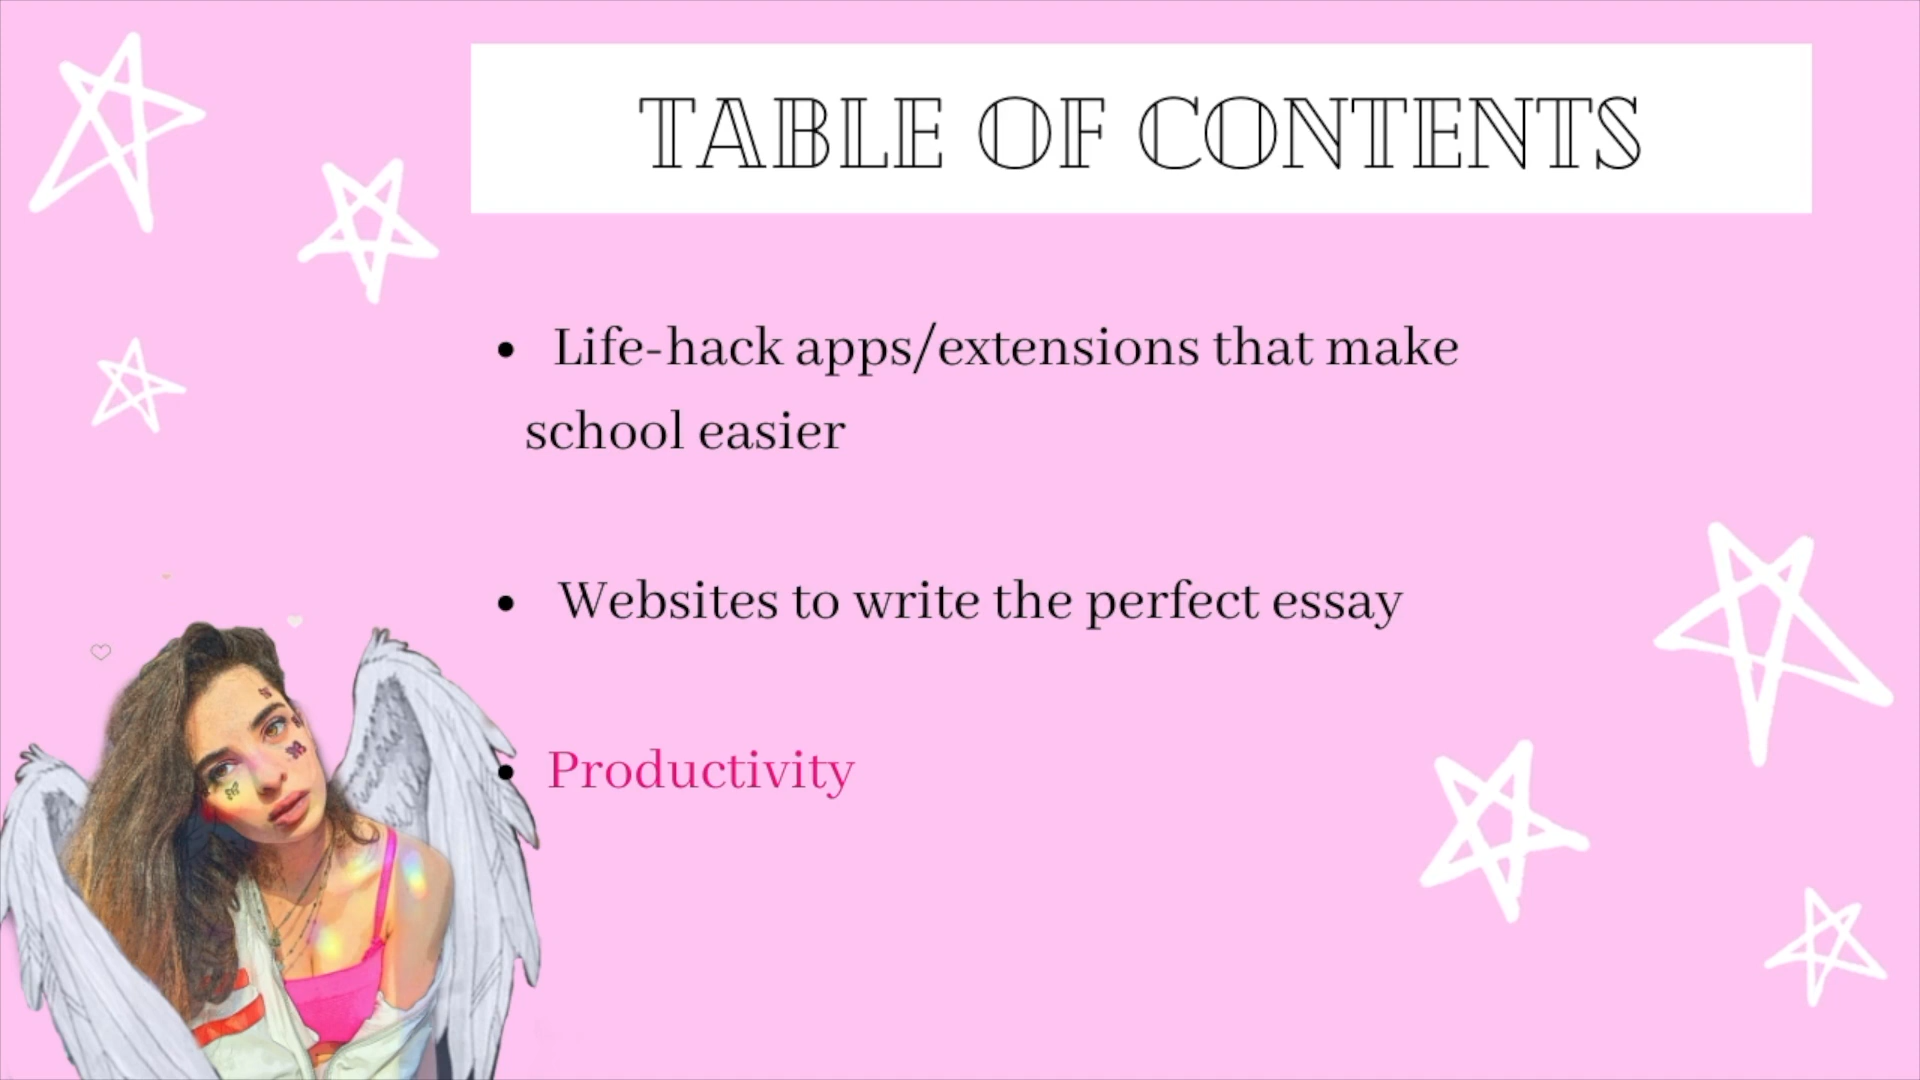 TABLE OF CONTENTS
• Life-hack apps/extensions that make
school easier
• Websites to write the perfect essay
• Productivity